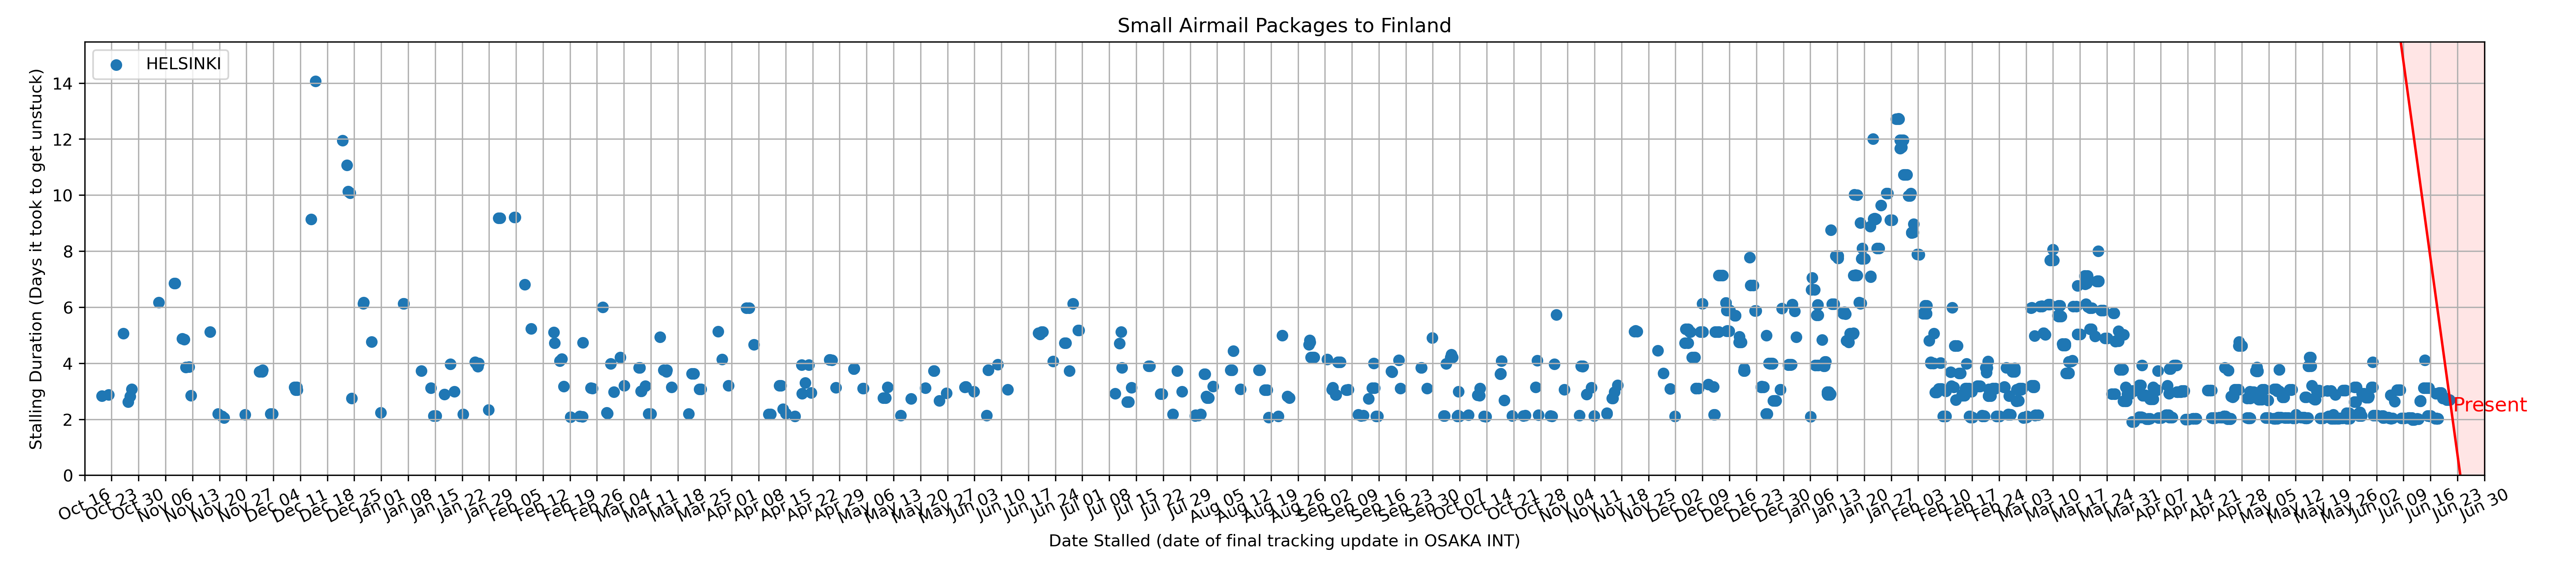 Small Airmail Packages to Finland
HELSINKI
Stalling Duration (Days it took to get unstuck)
14
12
10
8
6
4
2
0
Present
Oct 16 Oct 23 Oct 30 Nov 06 Nov 13 Nov 20 Nov 27 Dec 04 Dec 11 Dec 18 Dec 25 Jan 01 Jan 08 Jan 15 Jan 22 Jan 29 Feb 05 Feb 12 Feb 19 Feb 26 Mar 04 Mar 11 Mar 18 Mar 25 Apr 01 Apr 08 Apr 15 Apr 22 Apr 29 May 06 May 13 May 20 May 27 Jun 03 Jun 10 Jun 17 Jun 24 Jul 01 Jul 08 Jul 15 Jul 22 Jul 29 Aug 05 Aug 12 Aug 19 Aug 26 Sep 02 Sep 09 Sep 16 Sep 23 Sep 30 Oct 07 Oct 14 Oct 21 Oct 28 Nov 04 Nov 11 Nov 18 Nov 25 Dec 02 Dec 09 Dec 16 Dec 23 Dec 30 Jan 06 Jan 13 Jan 20 Jan 27 Feb 03 Feb 10 Feb 17 Feb 24 Mar 03 Mar 10 Mar 17 Mar 24 Mar 31 Apr 07 Apr 14 Apr 21 Apr 28 May 05 May 12 May 19 May 26 Jun 02 Jun 09 Jun 16 Jun 23 Jun 30
Date Stalled (date of final tracking update in OSAKA INT)